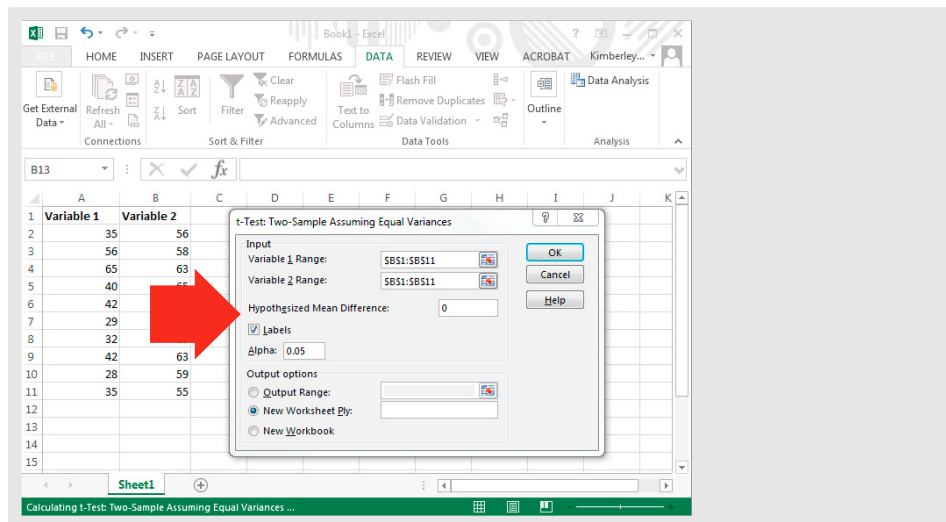 Book1 - Excel
?
FILE HOME INSERT PAGE LAYOUT FORMULAS DATA REVIEW VIEW ACROBAT Kimberley...
Get External Data
Refresh All
Sort
Filter
Clear
Reapply
Advanced
Text to Columns
Flash Fill
Remove Duplicates
Data Validation
Outline
Data Analysis
Connections Sort & Filter Data Tools Analysis
B13 fx
A B C D E F G H I J K
1 Variable 1 Variable 2
2 35 56
3 56 58
4 65 63
5 40
6 42
7 29
8 32
9 42 63
10 28 59
11 35 55
12
13
14
15
t-Test: Two-Sample Assuming Equal Variances
Input
Variable 1 Range: $B$1:$B$11
Variable 2 Range: $B$1:$B$11
Hypothesized Mean Difference: 0
Labels
Alpha: 0.05
Output options
Output Range:
New Worksheet Ply:
New Workbook
OK
Cancel
Help
Sheet1
Calculating t-Test: Two-Sample Assuming Equal Variances ...